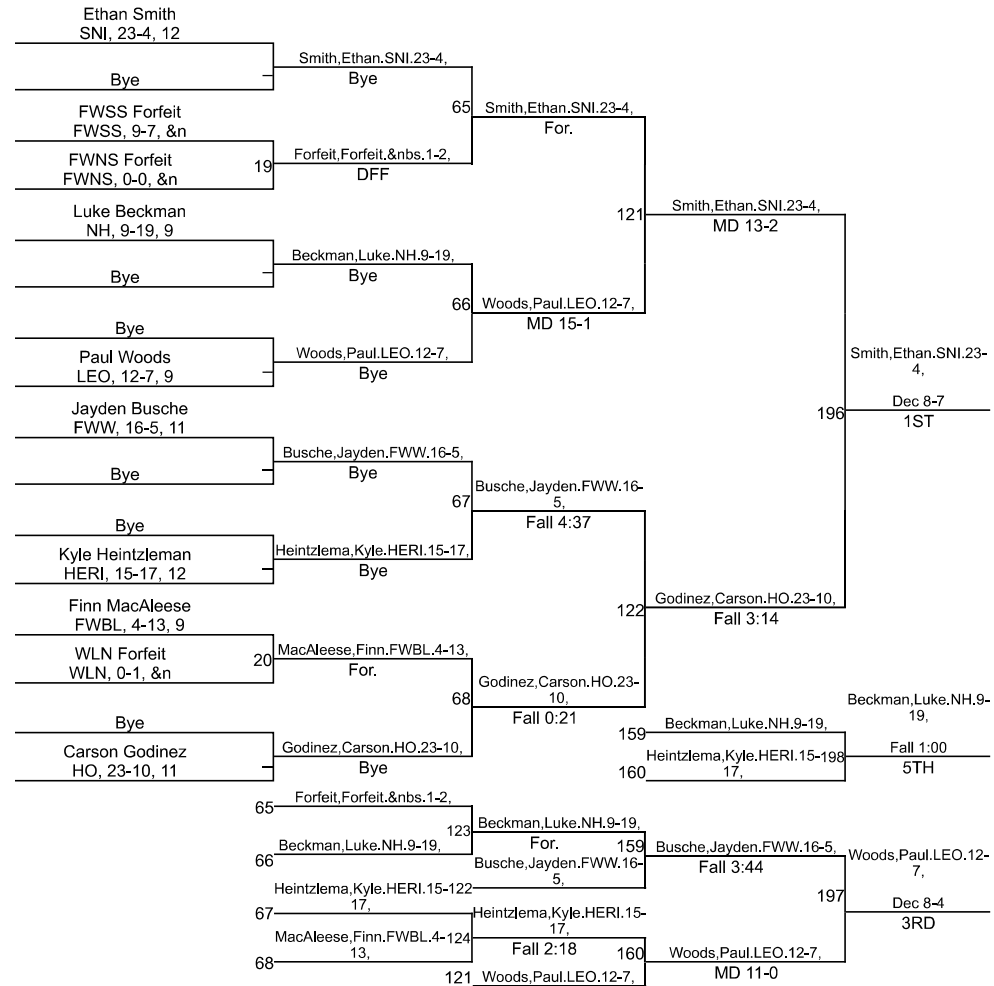 Ethan Smith
SNI, 23-4, 12
Smith,Ethan.SNI.23-4,
Bye
Bye
FWSS Forfeit
FWSS, 9-7, &n
65
Smith,Ethan.SNI.23-4,
For.
FWNS Forfeit
FWNS, 0-0, &n
19
Forfeit,Forfeit.&nbs.1-2,
DFF
Luke Beckman
NH, 9-19, 9
121
Smith,Ethan.SNI.23-4,
MD 13-2
Beckman,Luke.NH.9-19,
Bye
Bye
66
Woods,Paul.LEO.12-7,
MD 15-1
Bye
Paul Woods
LEO, 12-7, 9
Woods,Paul.LEO.12-7,
Bye
Smith,Ethan.SNI.23-
4,
Jayden Busche
FWW, 16-5, 11
196
Dec 8-7
1ST
Busche,Jayden.FWW.16-5,
Bye
Bye
67
Busche,Jayden.FWW.16-
5,
Fall 4:37
Bye
Kyle Heintzleman
HERI, 15-17, 12
Heintzlema,Kyle.HERI.15-17,
Bye
Finn MacAleese
FWBL, 4-13, 9
122
Godinez,Carson.HO.23-10,
Fall 3:14
WLN Forfeit
WLN, 0-1, &n
20
MacAleese,Finn.FWBL.4-13,
For.
68
Godinez,Carson.HO.23-
10,
Fall 0:21
Bye
Carson Godinez
HO, 23-10, 11
Godinez,Carson.HO.23-10,
Bye
159
Beckman,Luke.NH.9-19,
Beckman,Luke.NH.9-
19,
160
Heintzlema,Kyle.HERI.15-
17,
198
Fall 1:00
5TH
65
Forfeit,Forfeit.&nbs.1-2,
123
Beckman,Luke.NH.9-19,
For.
66
Beckman,Luke.NH.9-19,
159
Busche,Jayden.FWW.16-5,
Fall 3:44
Busche,Jayden.FWW.16-
5,
122
Woods,Paul.LEO.12-
7,
67
Heintzlema,Kyle.HERI.15-
17,
197
Dec 8-4
3RD
124
Heintzlema,Kyle.HERI.15-
17,
Fall 2:18
68
MacAleese,Finn.FWBL.4-
13,
160
Woods,Paul.LEO.12-7,
MD 11-0
121
Woods,Paul.LEO.12-7,